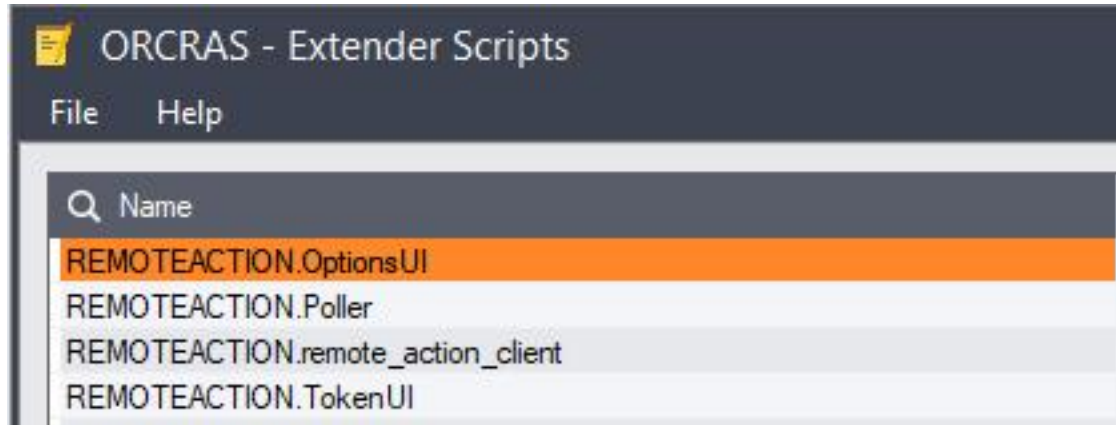 ORCRAS - Extender Scripts
File Help
Name
REMOTEACTION.OptionsUI
REMOTEACTION.Poller
REMOTEACTION.remote_action_client
REMOTEACTION.TokenUI